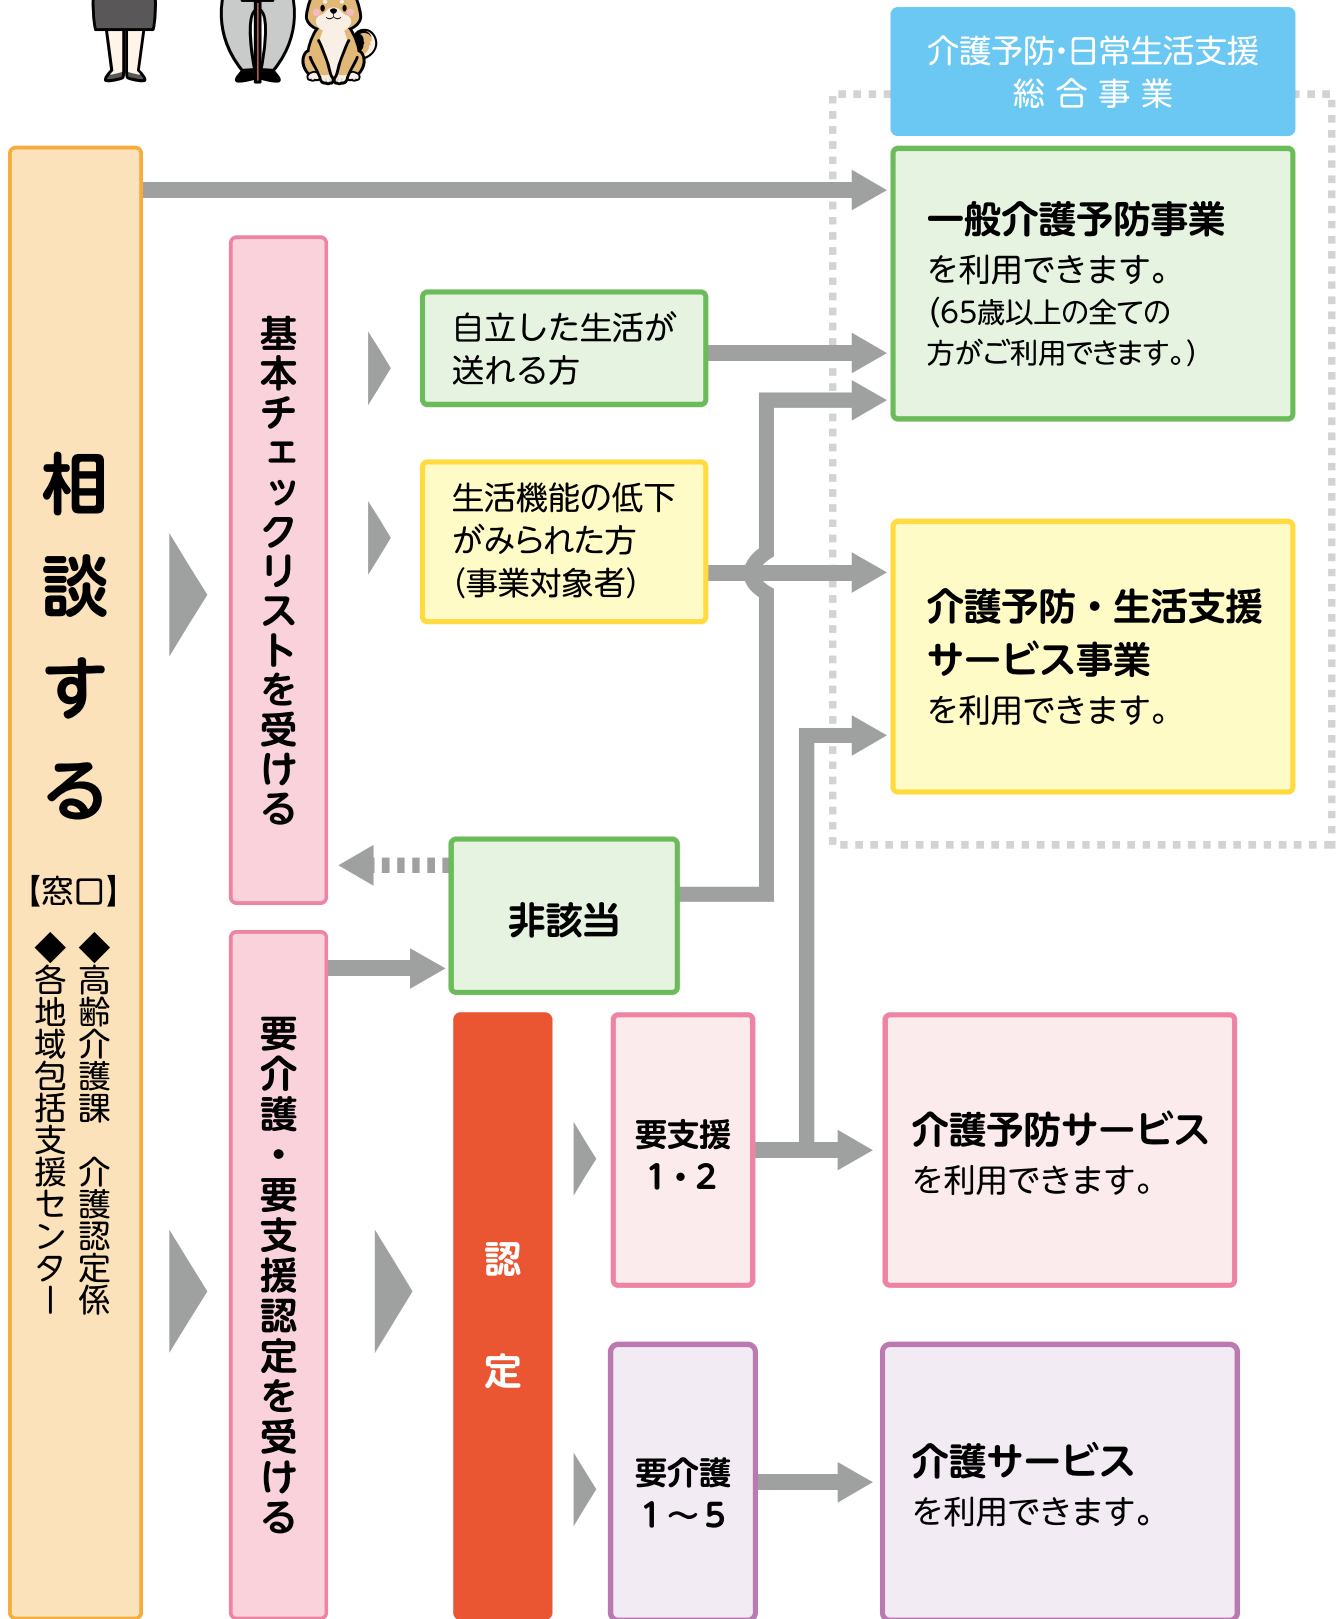 介護予防・日常生活支援
総合事業
相談する
【窓口】
◆高齢介護課　介護認定係
◆各地域包括支援センター
基本チェックリストを受ける
自立した生活が
送れる方
生活機能の低下
がみられた方
（事業対象者）
一般介護予防事業
を利用できます。
（65歳以上の全ての
方がご利用できます。）
介護予防・生活支援
サービス事業
を利用できます。
要介護・要支援認定を受ける
非該当
認定
要支援
1・2
介護予防サービス
を利用できます。
要介護
1～5
介護サービス
を利用できます。